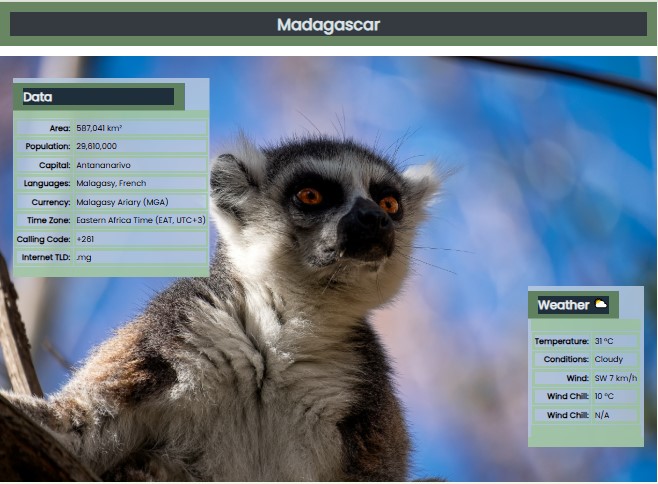 Madagascar
Data
Area: 587,041 km²
Population: 29,610,000
Capital: Antananarivo
Languages: Malagasy, French
Currency: Malagasy Ariary (MGA)
Time Zone: Eastern Africa Time (EAT, UTC+3)
Calling Code: +261
Internet TLD: .mg
Weather ⛅
Temperature: 31 °C
Conditions: Cloudy
Wind: SW 7 km/h
Wind Chill: 10 °C
Wind Chill: N/A